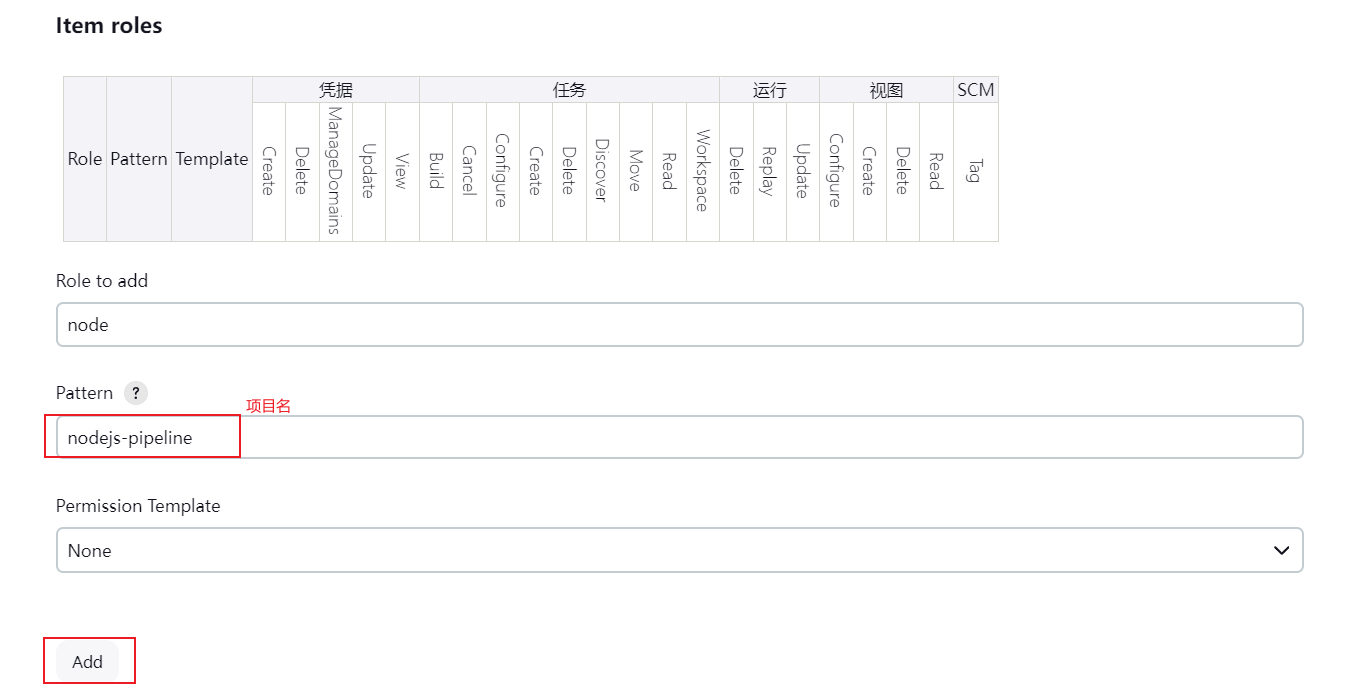 Item roles
凭据 任务 运行 视图 SCM
Role Pattern Template Create Delete ManageDomains Update View Build Cancel Configure Create Delete Discover Move Read Workspace Delete Replay Update Configure Create Delete Read Tag
Role to add
node
Pattern ?
项目名
nodejs-pipeline
Permission Template
None
Add